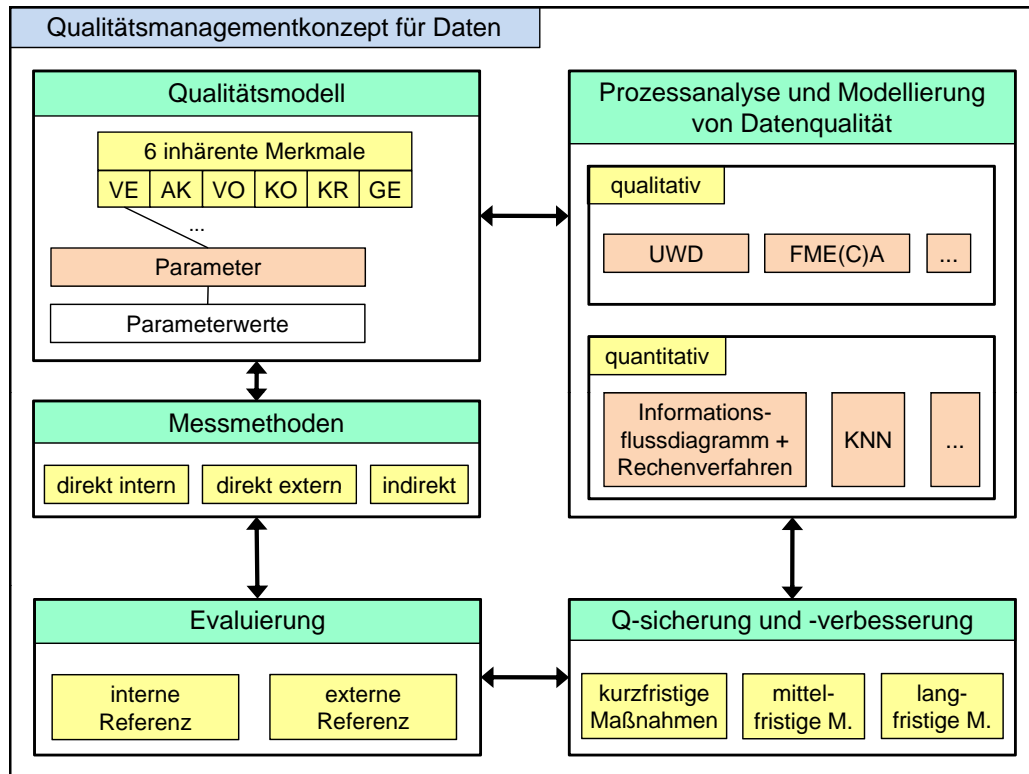 Qualitätsmanagementkonzept für Daten
Qualitätsmodell
6 inhärente Merkmale
VE AK VO KO KR GE
...
Parameter
Parameterwerte
Prozessanalyse und Modellierung
von Datenqualität
qualitativ
UWD
FME(C)A
...
quantitativ
Informations-
flussdiagramm +
Rechenverfahren
KNN
...
Messmethoden
direkt intern
direkt extern
indirekt
Evaluierung
interne
Referenz
externe
Referenz
Q-sicherung und -verbesserung
kurzfristige
Maßnahmen
mittel-
fristige M.
lang-
fristige M.